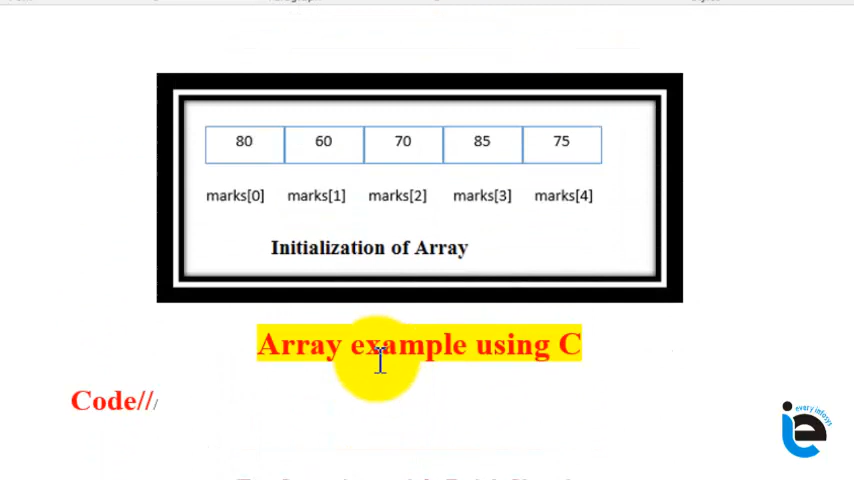 80 60 70 85 75
marks[0] marks[1] marks[2] marks[3] marks[4]
Initialization of Array
Array example using C
Code///
every infosys